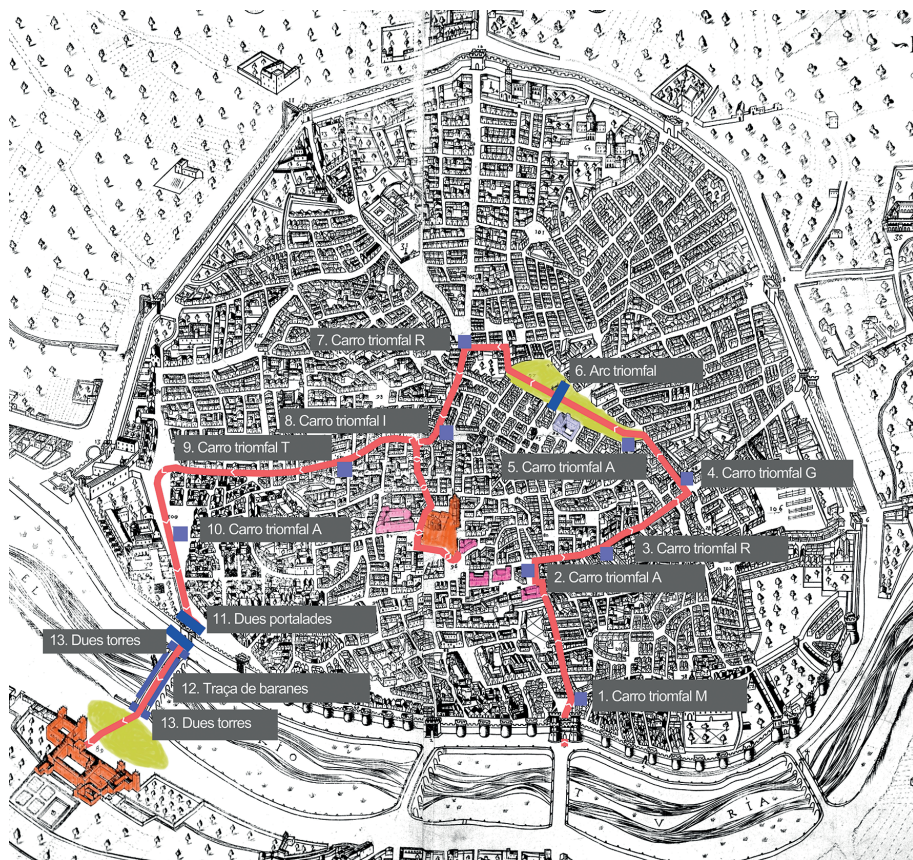 7. Carro triomfal R
6. Arc triomfal
8. Carro triomfal I
9. Carro triomfal T
5. Carro triomfal A
4. Carro triomfal G
10. Carro triomfal A
3. Carro triomfal R
2. Carro triomfal A
11. Dues portalades
13. Dues torres
12. Traça de baranes
1. Carro triomfal M
13. Dues torres
T V RÍA